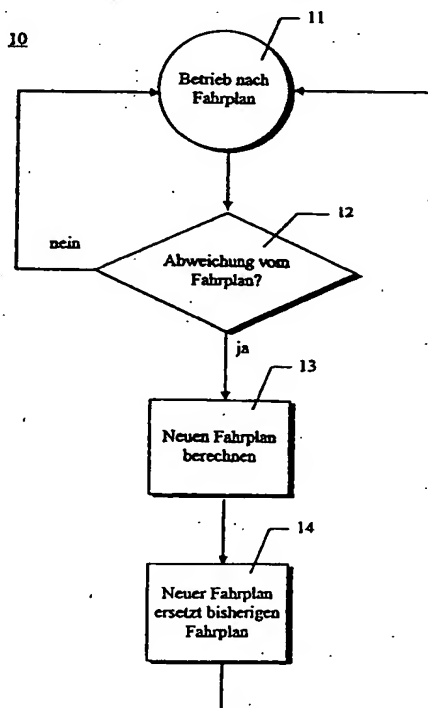 10
11
Betrieb nach
Fahrplan
12
nein
Abweichung vom
Fahrplan?
ja
13
Neuen Fahrplan
berechnen
14
Neuer Fahrplan
ersetzt bisherigen
Fahrplan